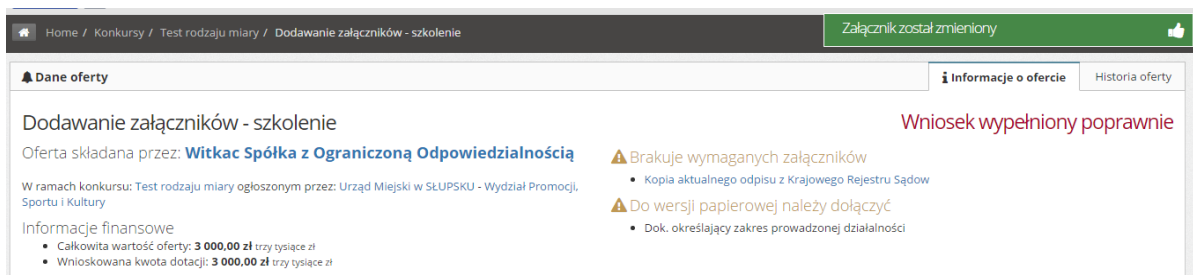 Home / Konkursy / Test rodzaju miary / Dodawanie załączników - szkolenie
Załącznik został zmieniony
Dane oferty
Informacje o ofercie
Historia oferty
Dodawanie załączników - szkolenie
Wniosek wypełniony poprawnie
Oferta składana przez: Witkac Spółka z Ograniczoną Odpowiedzialnością
W ramach konkursu: Test rodzaju miary ogłoszonym przez: Urząd Miejski w SŁUPSKU - Wydział Promocji,
Sportu i Kultury
Informacje finansowe
Całkowita wartość oferty: 3 000,00 zł trzy tysiące zł
Wnioskowana kwota dotacji: 3 000,00 zł trzy tysiące zł
Brakuje wymaganych załączników
Kopia aktualnego odpisu z Krajowego Rejestru Sądow
Do wersji papierowej należy dołączyć
Dok. określający zakres prowadzonej działalności